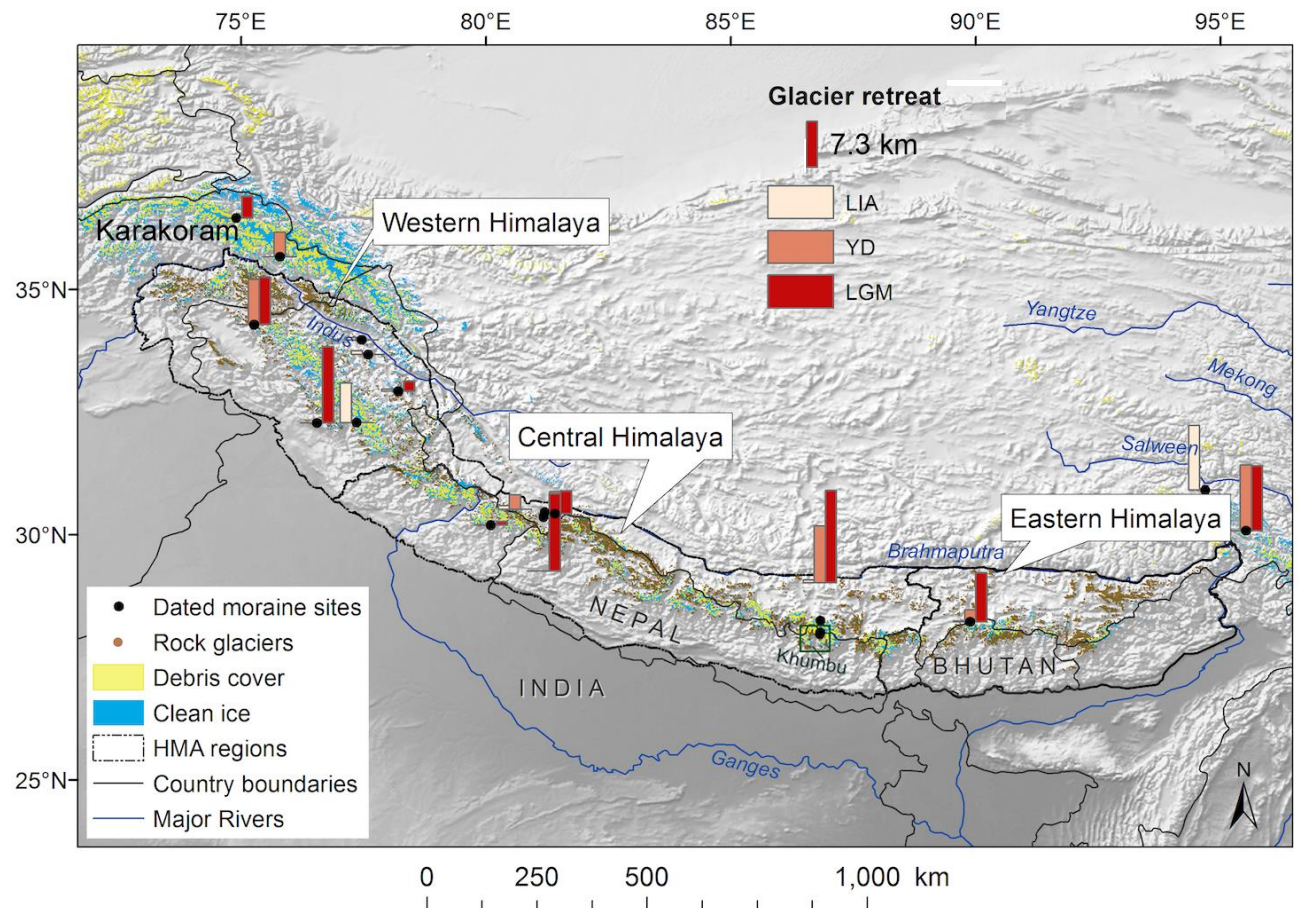 75°E
80°E
85°E
90°E
95°E
Glacier retreat
7.3 km
LIA
YD
LGM
Western Himalaya
Karakoram
35°N
Indus
Yangtze
Mekong
Central Himalaya
Salween
Eastern Himalaya
30°N
Brahmaputra
NEPAL
Khumbu
BHUTAN
INDIA
Ganges
25°N
Dated moraine sites
Rock glaciers
Debris cover
Clean ice
HMA regions
Country boundaries
Major Rivers
N
0 250 500 1,000 km